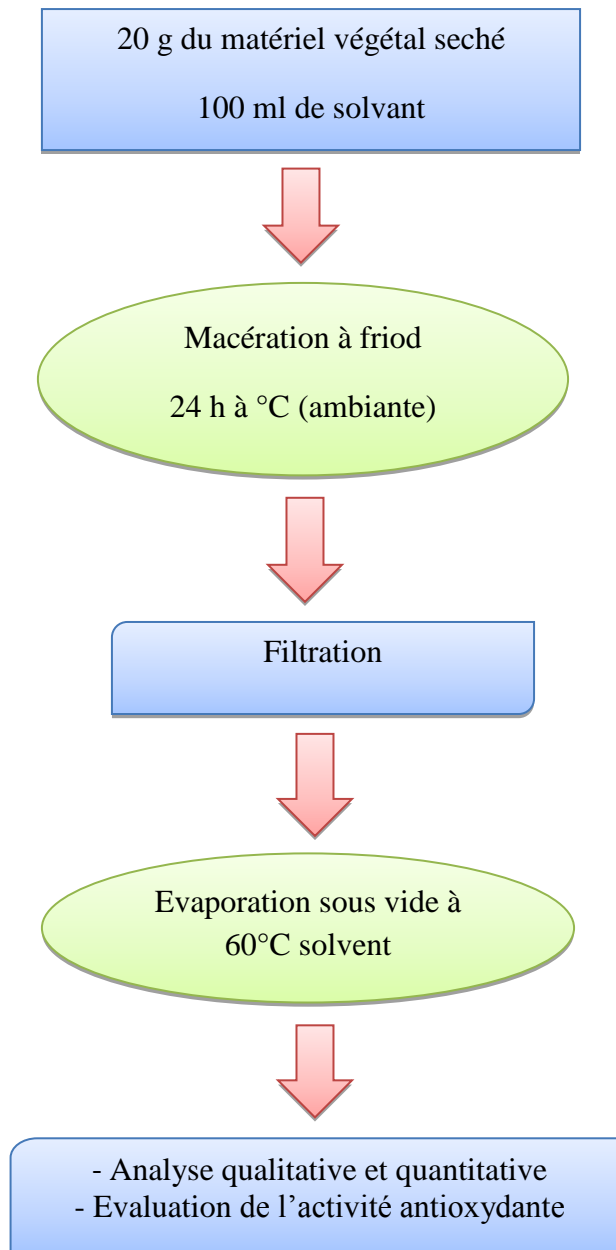 20 g du matériel végétal seché
100 ml de solvant
Macération à friod
24 h à °C (ambiante)
Filtration
Evaporation sous vide à
60°C solvent
- Analyse qualitative et quantitative
- Evaluation de l’activité antioxydante